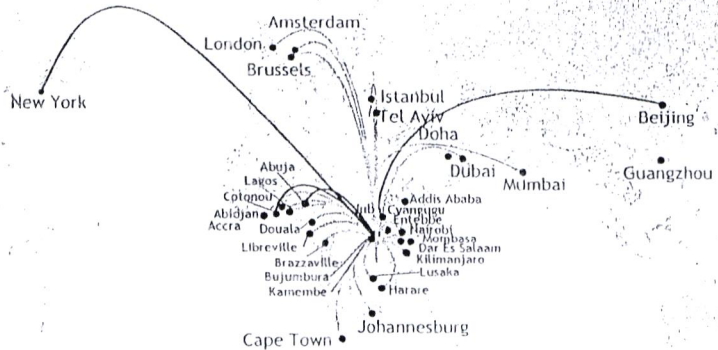 Amsterdam
London
Brussels
New York
Istanbul
Tel Aviv
Beijing
Doha
Dubai
Mumbai
Guangzhou
Abuja
Lagos
Cotonou
Abidjan
Accra
Douala
Libreville
Brazzaville
Bujumbura
Kamembe
Addis Ababa
Cyangugu
Entebbe
Nairobi
Mombasa
Dar Es Salaam
Kilimanjaro
Lusaka
Harare
Johannesburg
Cape Town